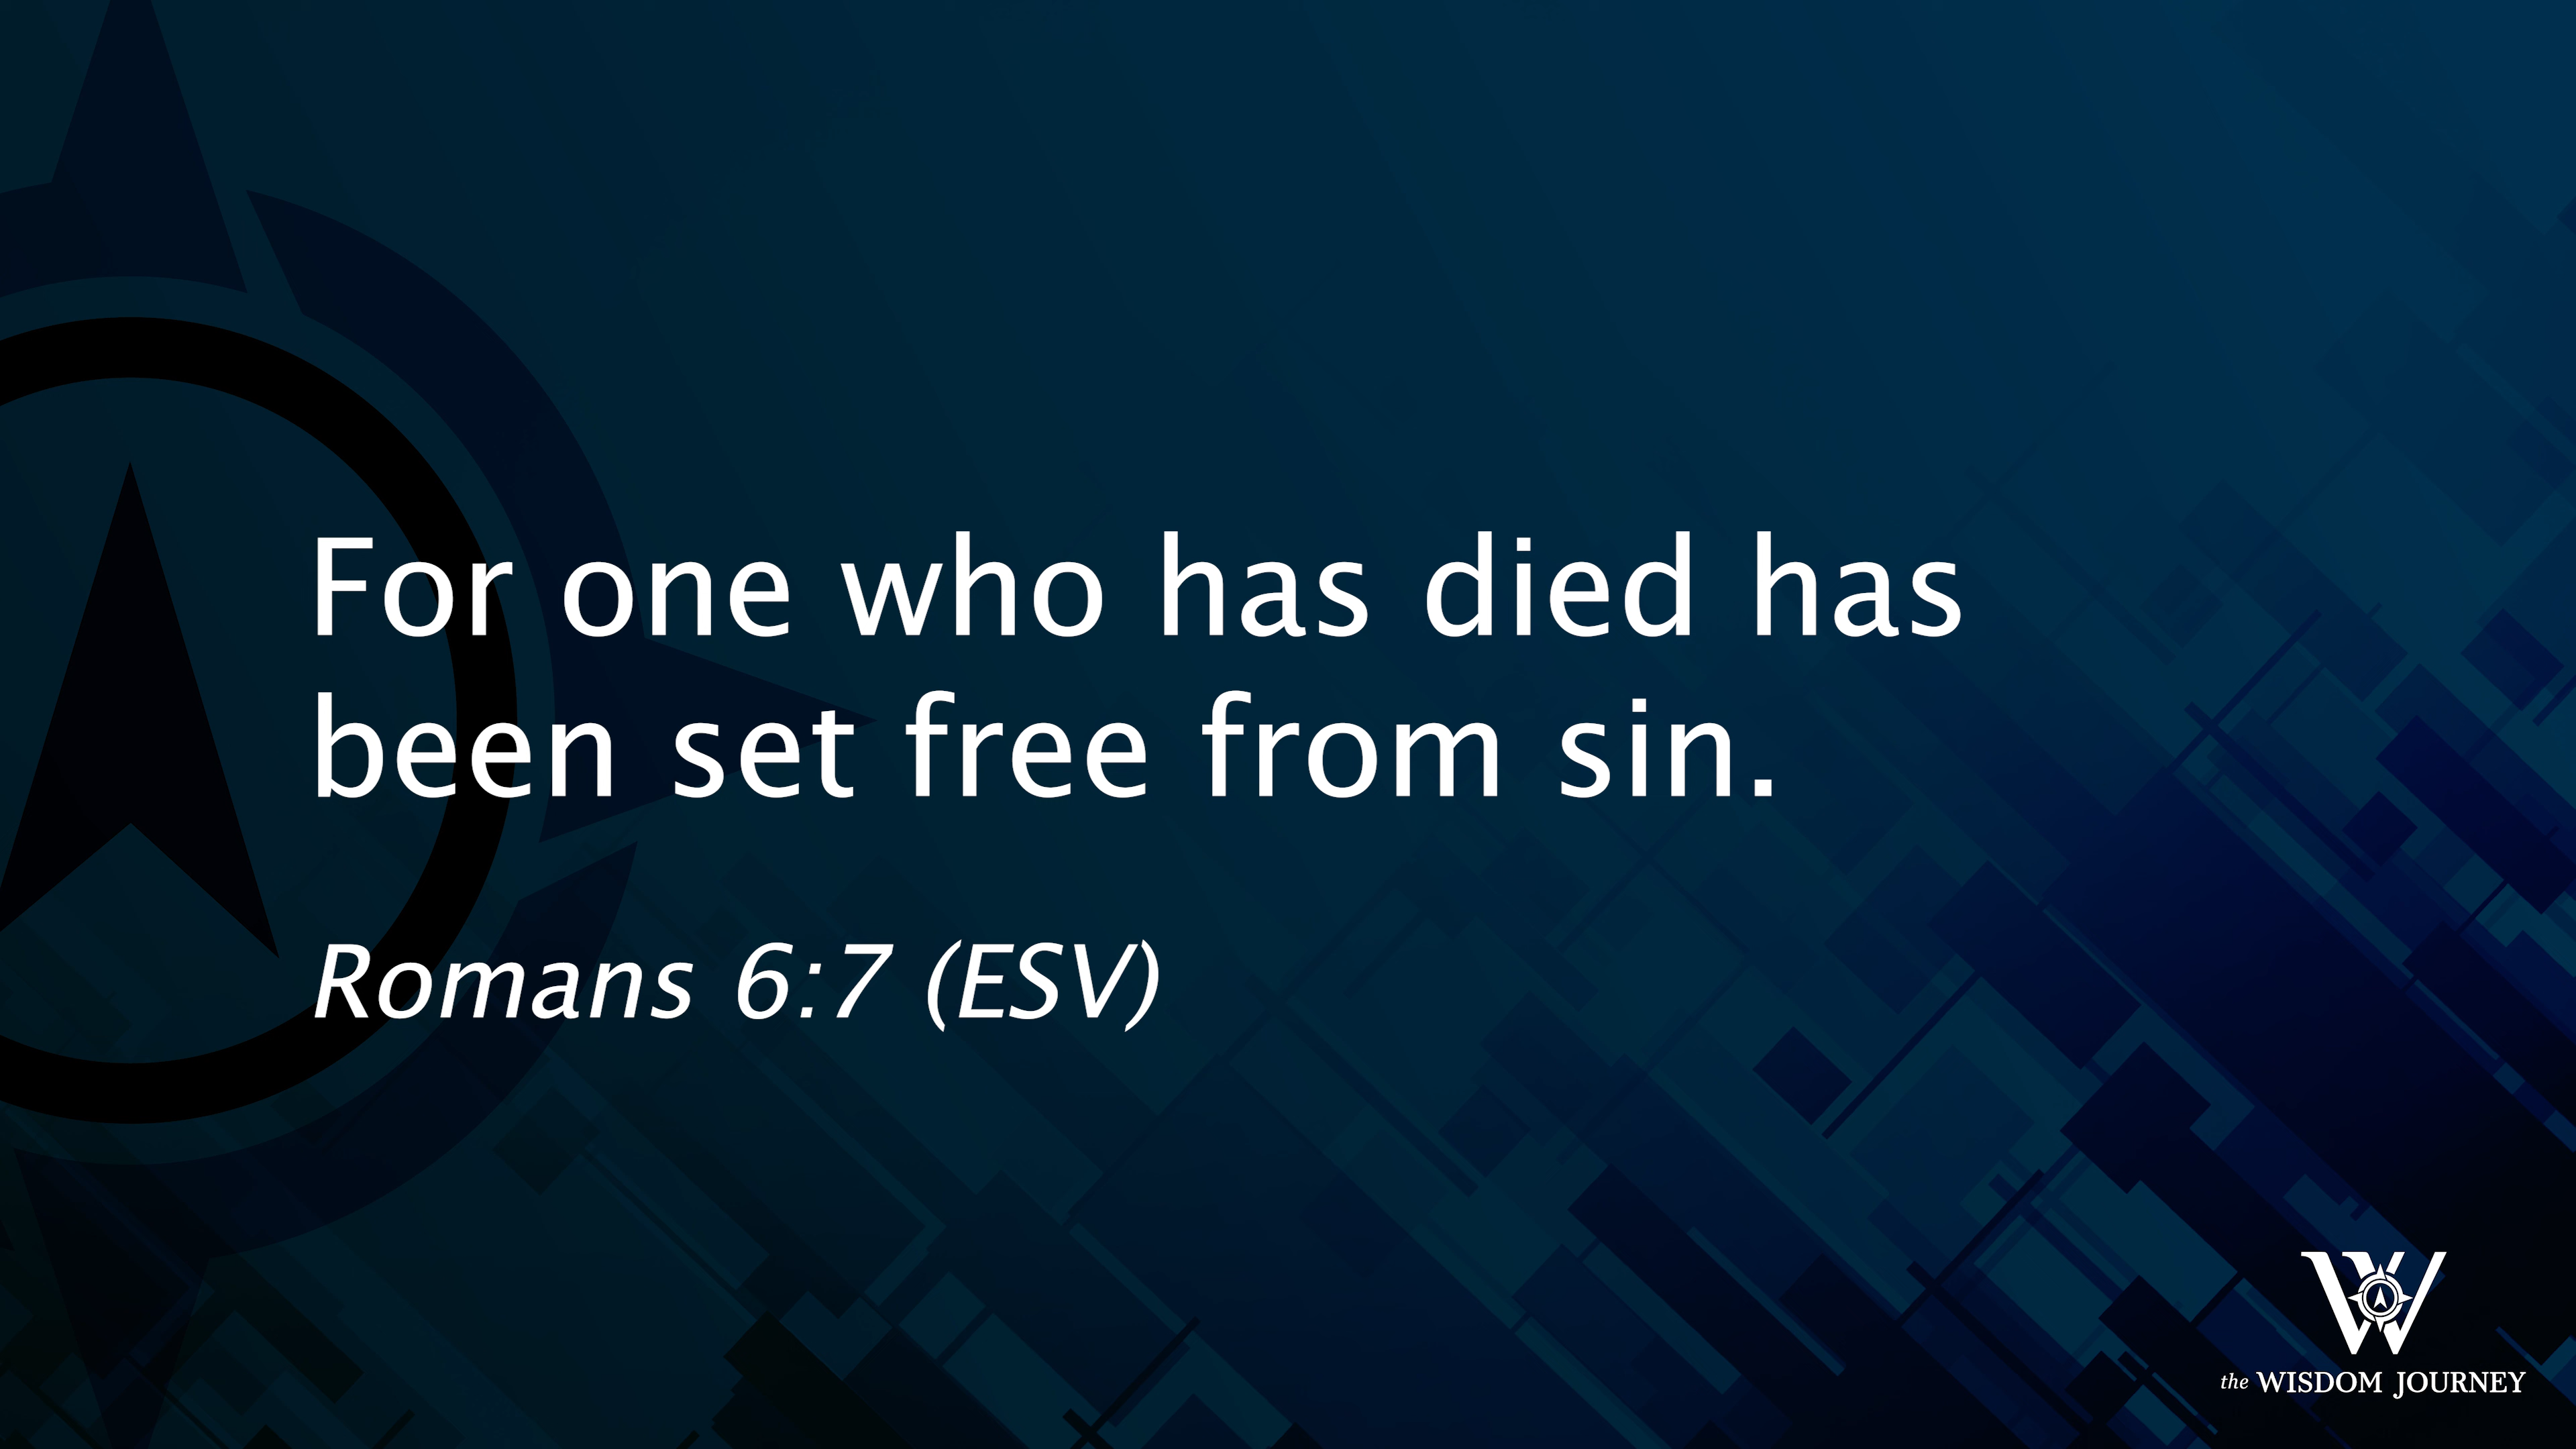 For one who has died has
been set free from sin.
Romans 6:7 (ESV)
W
the WISDOM JOURNEY